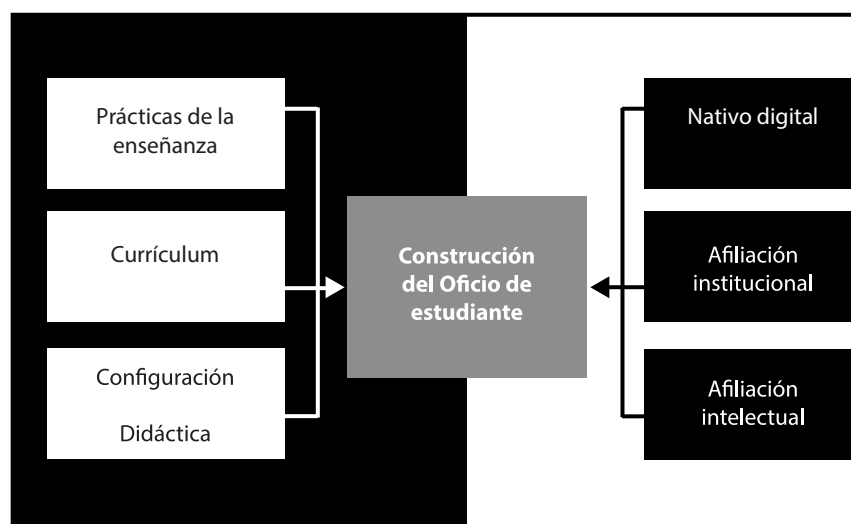 Prácticas de la
enseñanza
Currículum
Configuración
Didáctica
Construcción
del Oficio de
estudiante
Nativo digital
Afiliación
institucional
Afiliación
intelectual